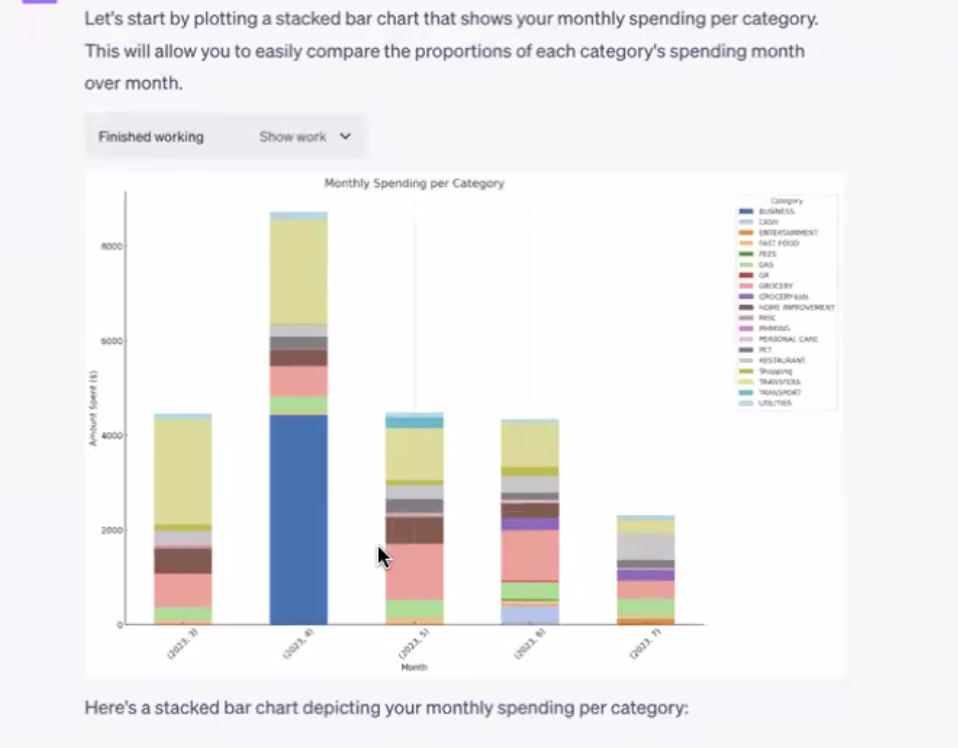 Let's start by plotting a stacked bar chart that shows your monthly spending per category.
This will allow you to easily compare the proportions of each category's spending month
over month.
Finished working
Show work
Monthly Spending per Category
Category
BUSINESS
CASH
ENTERTAINMENT
FAST FOOD
FEES
GAS
GR
GROCERY
GROCERY kids
HOME IMPROVEMENT
MISC
PARKING
PERSONAL CARE
PET
RESTAURANT
Shopping
TRANSFERS
TRANSPORT
UTILITIES
Amount Spent ($)
8000
6000
4000
2000
0
(2023, 3)
(2023, 4)
(2023, 5)
(2023, 6)
(2023, 7)
Month
Here's a stacked bar chart depicting your monthly spending per category: